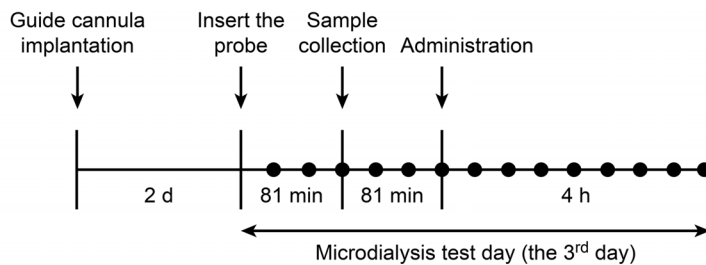 Guide cannula
implantation
Insert the
probe
Sample
collection
Administration
2 d
81 min
81 min
4 h
Microdialysis test day (the 3rd day)